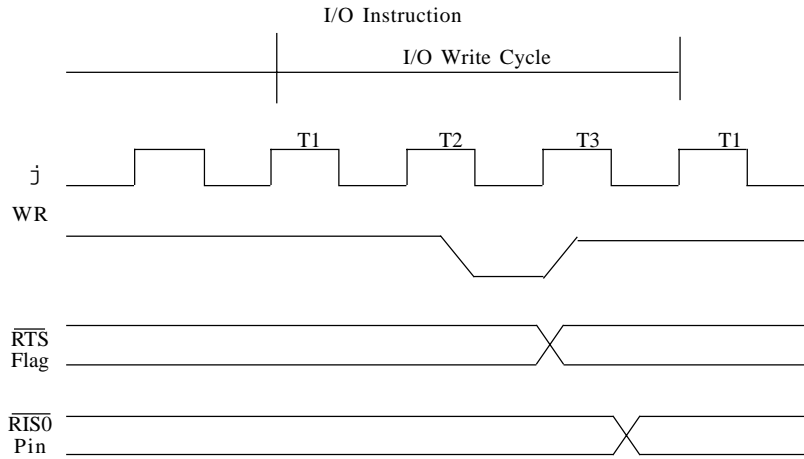 I/O Instruction
I/O Write Cycle
T1 T2 T3 T1
j
WR
RTS
Flag
RIS0
Pin